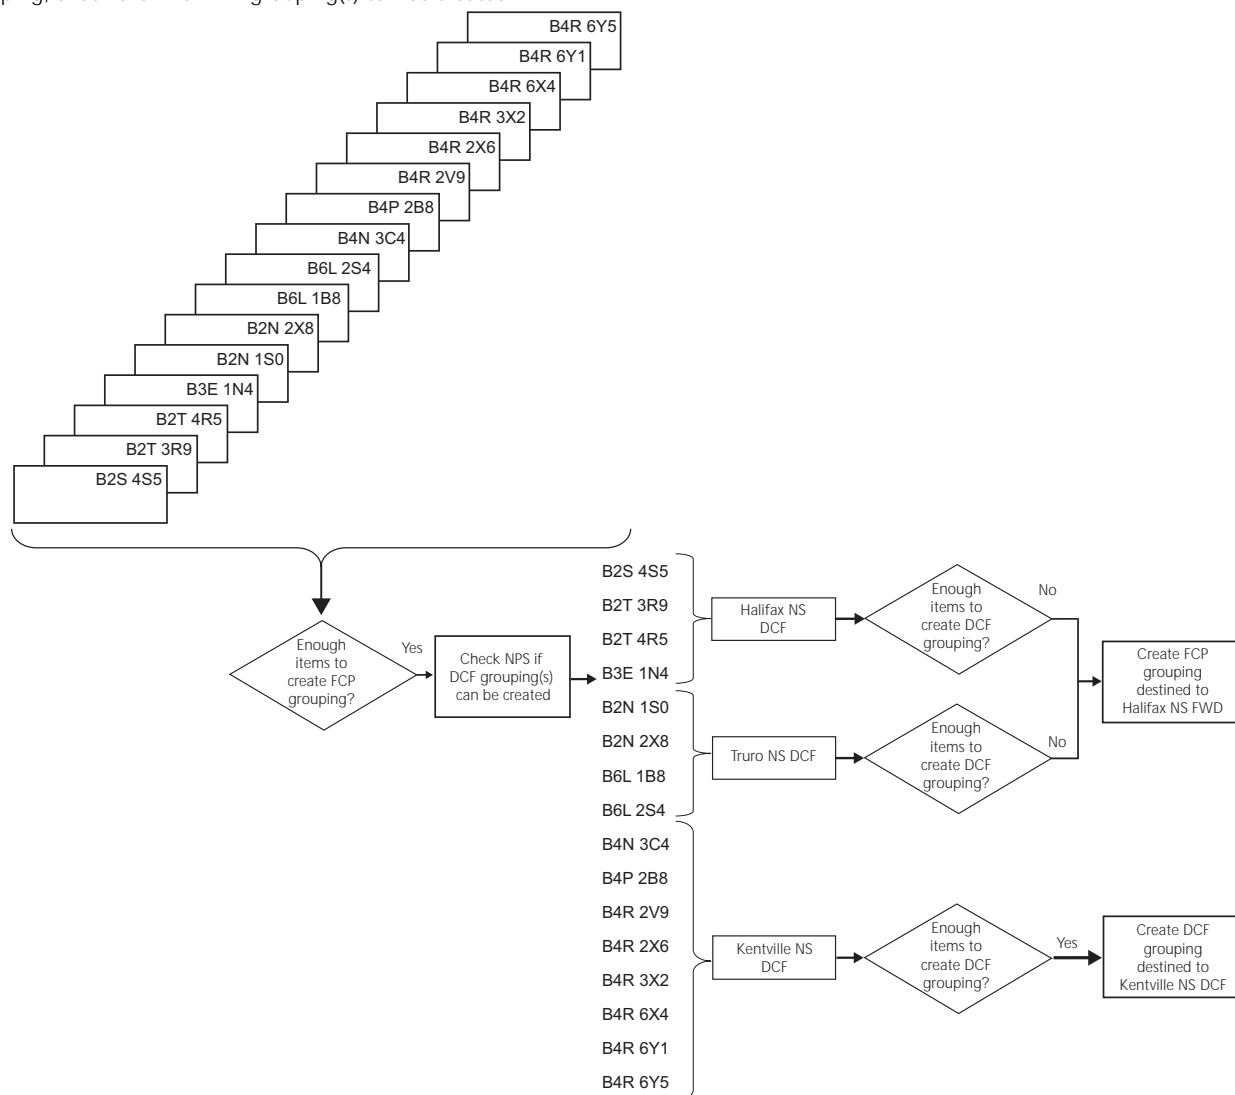 B4R 6Y5
B4R 6Y1
B4R 6X4
B4R 3X2
B4R 2X6
B4R 2V9
B4P 2B8
B4N 3C4
B6L 2S4
B6L 1B8
B2N 2X8
B2N 1S0
B3E 1N4
B2T 4R5
B2T 3R9
B2S 4S5
Enough
items to
create FCP
grouping?
Yes
Check NPS if
DCF grouping(s)
can be created
B2S 4S5
B2T 3R9
B2T 4R5
B3E 1N4
Halifax NS
DCF
Enough
items to
create DCF
grouping?
No
B2N 1S0
B2N 2X8
B6L 1B8
B6L 2S4
Truro NS DCF
Enough
items to
create DCF
grouping?
No
Create FCP
grouping
destined to
Halifax NS FWD
B4N 3C4
B4P 2B8
B4R 2V9
B4R 2X6
B4R 3X2
B4R 6X4
B4R 6Y1
B4R 6Y5
Kentville NS
DCF
Enough
items to
create DCF
grouping?
Yes
Create DCF
grouping
destined to
Kentville NS DCF